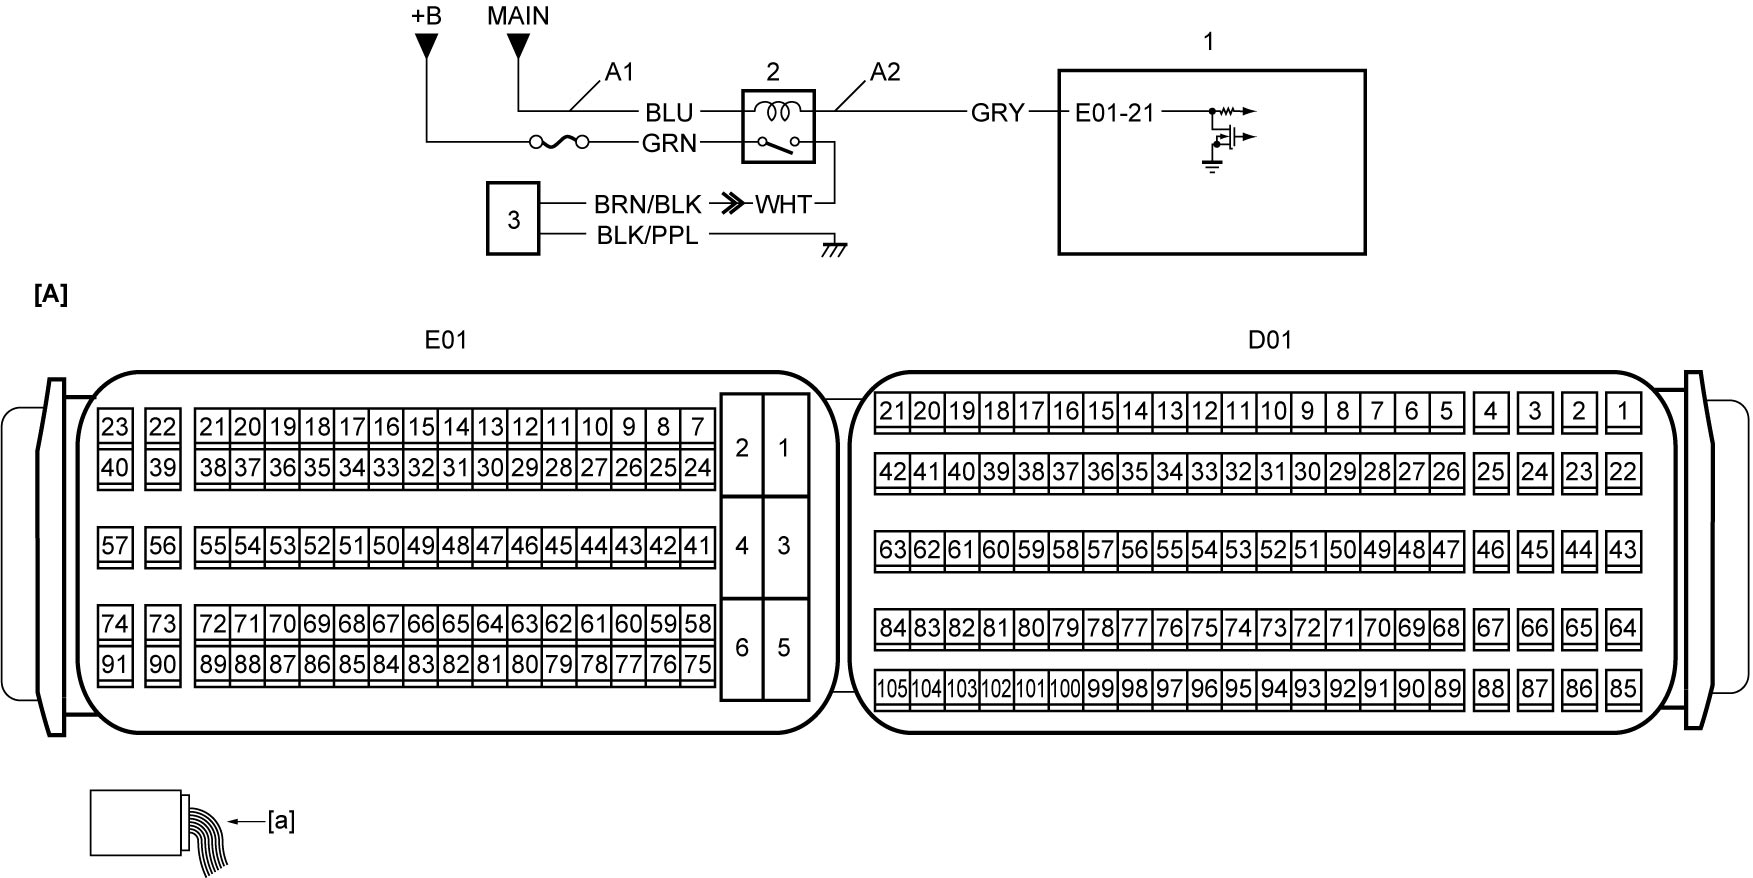 +B MAIN
1
A1 2 A2
BLU GRY E01-21
GRN
BRN/BLK WHT
3
BLK/PPL
[A]
E01 D01
23 22 21 20 19 18 17 16 15 14 13 12 11 10 9 8 7
40 39 38 37 36 35 34 33 32 31 30 29 28 27 26 25 24
2 1
57 56 55 54 53 52 51 50 49 48 47 46 45 44 43 42 41
4 3
74 73 72 71 70 69 68 67 66 65 64 63 62 61 60 59 58
91 90 89 88 87 86 85 84 83 82 81 80 79 78 77 76 75
6 5
21 20 19 18 17 16 15 14 13 12 11 10 9 8 7 6 5 4 3 2 1
42 41 40 39 38 37 36 35 34 33 32 31 30 29 28 27 26 25 24 23 22
63 62 61 60 59 58 57 56 55 54 53 52 51 50 49 48 47 46 45 44 43
84 83 82 81 80 79 78 77 76 75 74 73 72 71 70 69 68 67 66 65 64
105 104 103 102 101 100 99 98 97 96 95 94 93 92 91 90 89 88 87 86 85
[a]